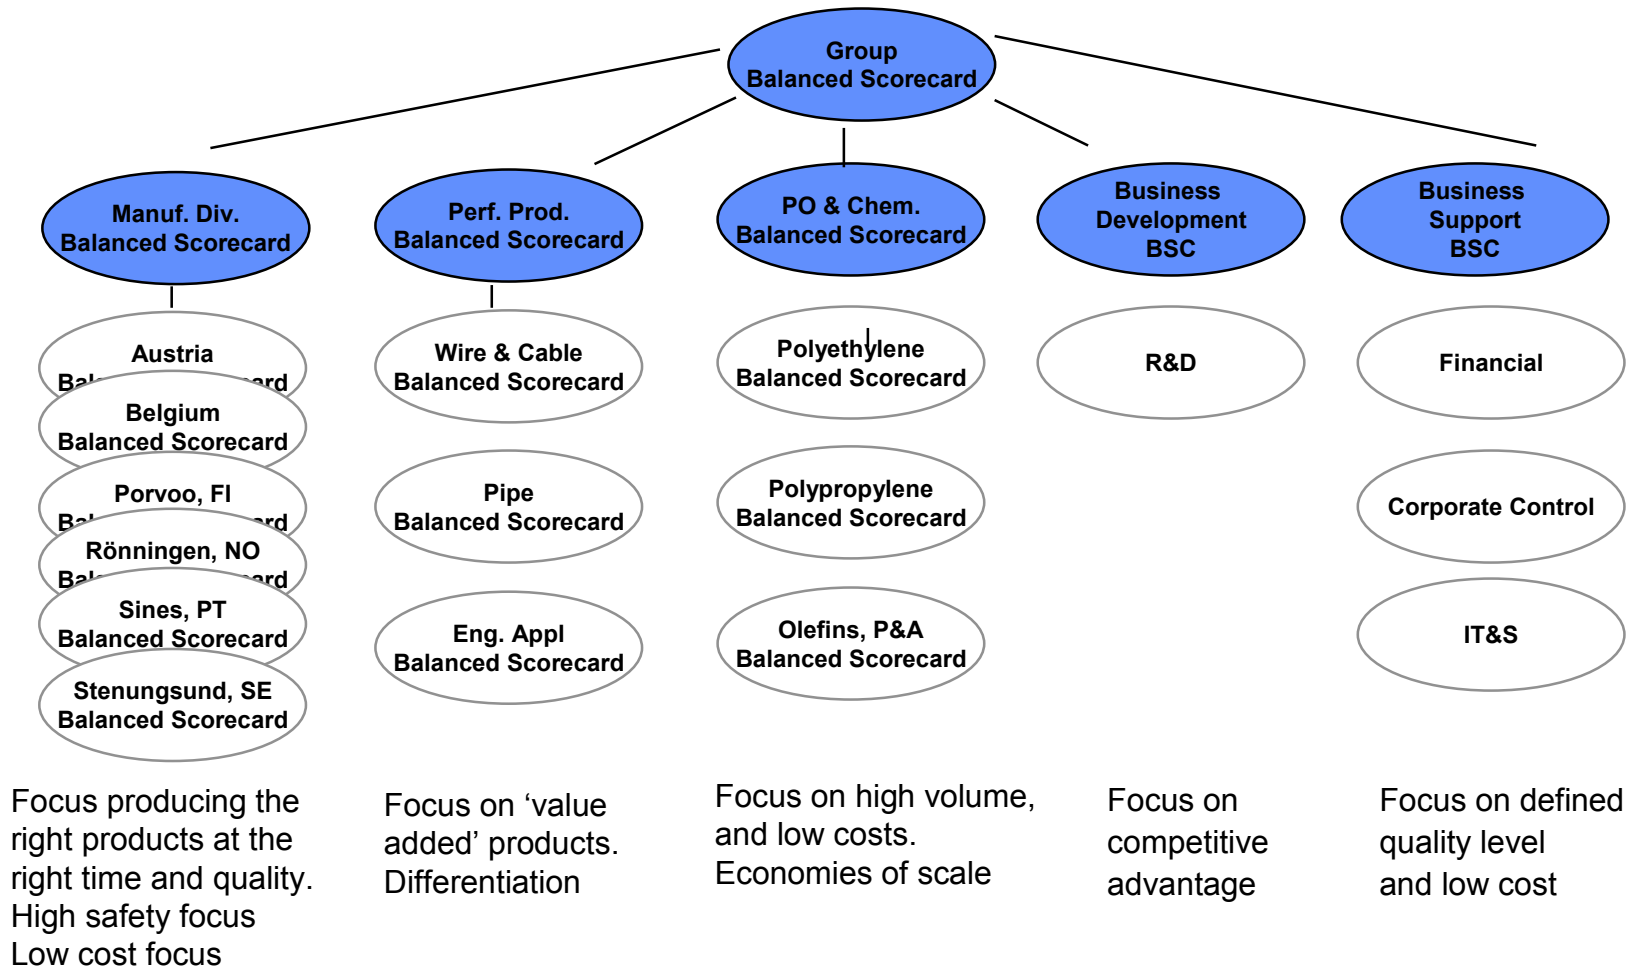 Group
Balanced Scorecard
Manuf. Div.
Balanced Scorecard
Perf. Prod.
Balanced Scorecard
PO & Chem.
Balanced Scorecard
Business
Development
BSC
Business
Support
BSC
Austria
Belgium
Balanced Scorecard
Porvoo, FI
Rönningen, NO
Sines, PT
Balanced Scorecard
Stenungsund, SE
Balanced Scorecard
Wire & Cable
Balanced Scorecard
Pipe
Balanced Scorecard
Eng. Appl
Balanced Scorecard
Polyethylene
Balanced Scorecard
Polypropylene
Balanced Scorecard
Olefins, P&A
Balanced Scorecard
R&D
Financial
Corporate Control
IT&S
Focus producing the
right products at the
right time and quality.
High safety focus
Low cost focus
Focus on ‘value
added’ products.
Differentiation
Focus on high volume,
and low costs.
Economies of scale
Focus on
competitive
advantage
Focus on defined
quality level
and low cost